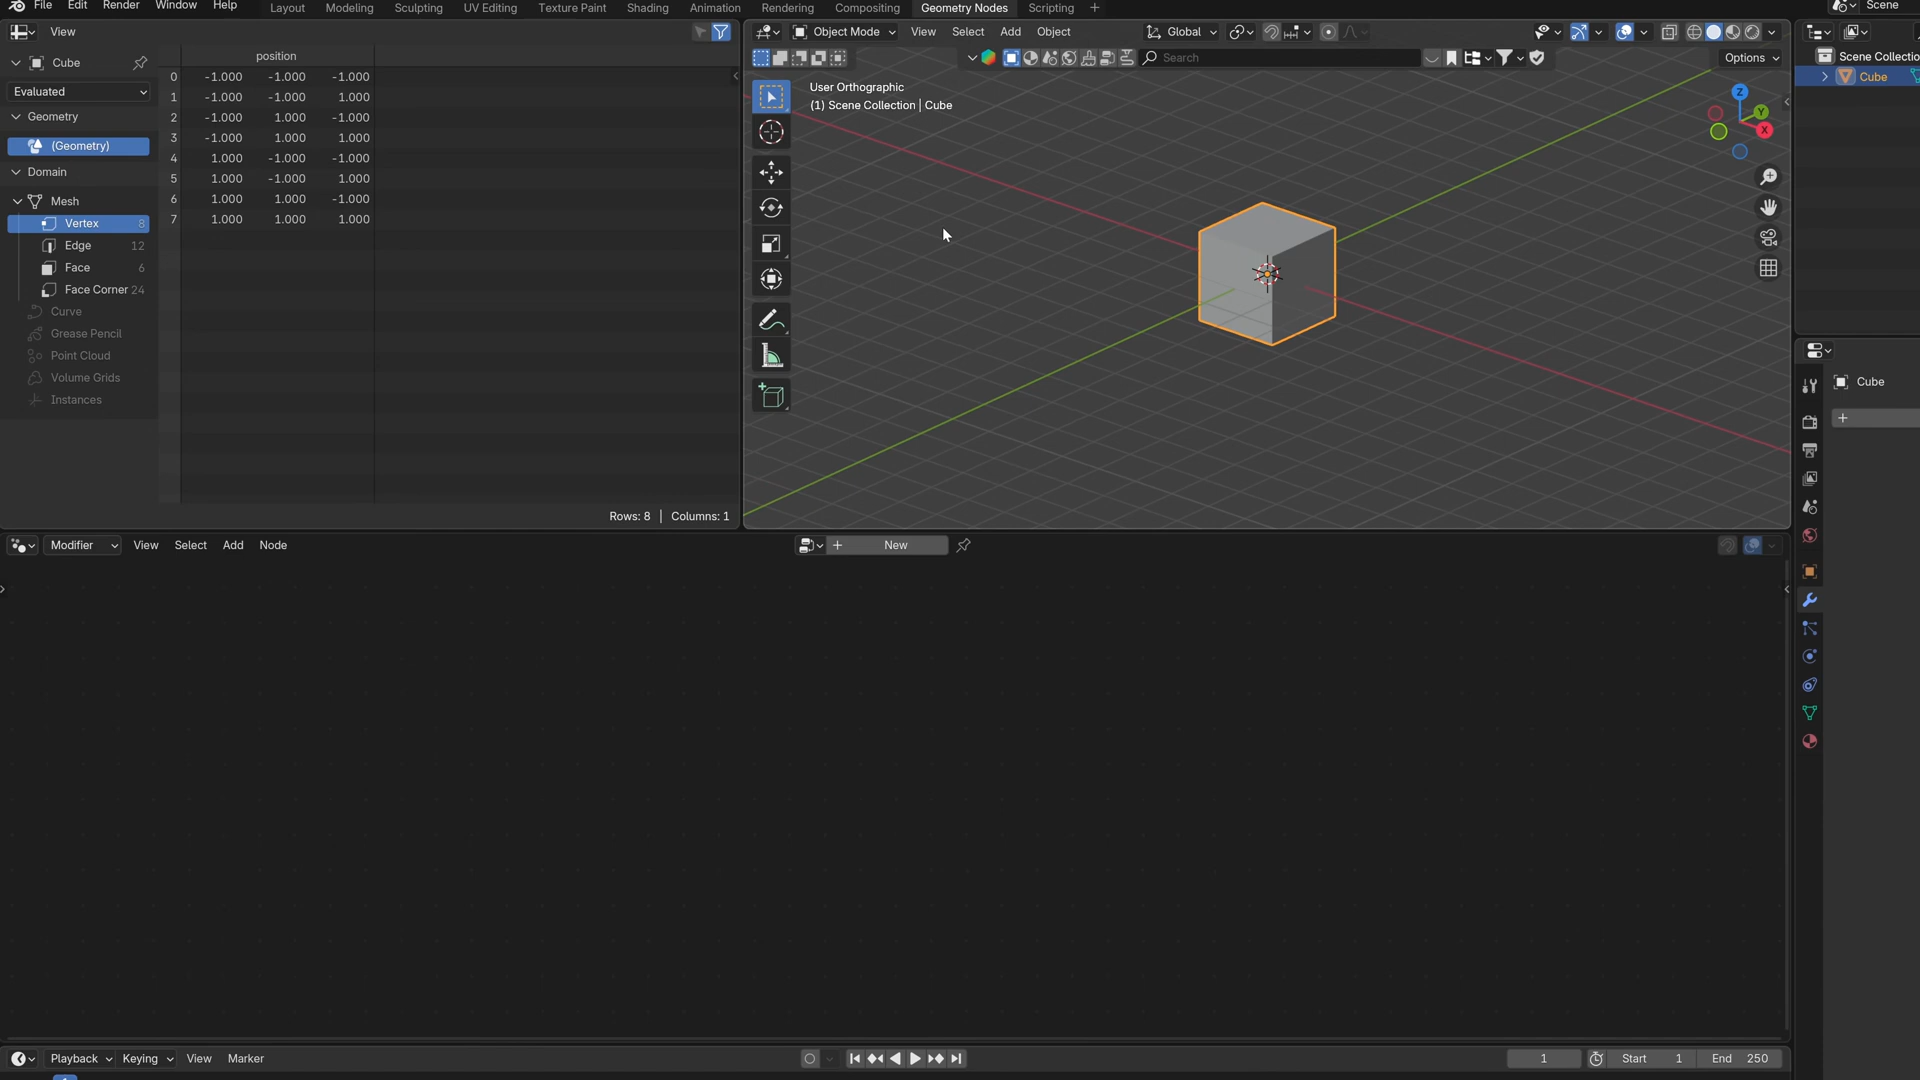 File Edit Render Window Help Layout Modeling Sculpting UV Editing Texture Paint Shading Animation Rendering Compositing Geometry Nodes Scripting + Scene
View
Object Mode View Select Add Object Global
Search
Options
Scene Collectio
Cube
Cube
Evaluated
Geometry
(Geometry)
Domain
Mesh
Vertex 8
Edge 12
Face 6
Face Corner 24
Curve
Grease Pencil
Point Cloud
Volume Grids
Instances
position
0 -1.000 -1.000 -1.000
1 -1.000 -1.000 1.000
2 -1.000 1.000 -1.000
3 -1.000 1.000 1.000
4 1.000 -1.000 -1.000
5 1.000 -1.000 1.000
6 1.000 1.000 -1.000
7 1.000 1.000 1.000
Rows: 8 | Columns: 1
User Orthographic
(1) Scene Collection | Cube
Z
Y
X
Cube
+
Modifier View Select Add Node
+ New
Playback Keying View Marker
1 Start 1 End 250